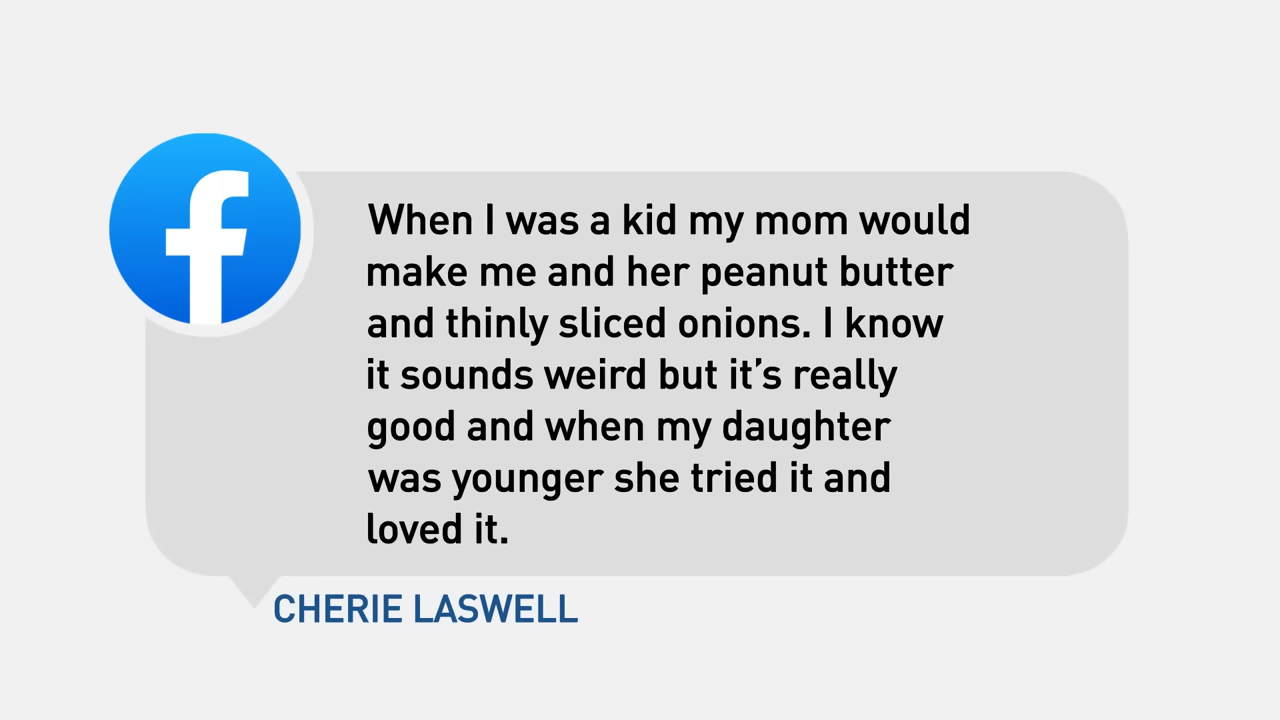 When I was a kid my mom would
make me and her peanut butter
and thinly sliced onions. I know
it sounds weird but it’s really
good and when my daughter
was younger she tried it and
loved it.
CHERIE LASWELL